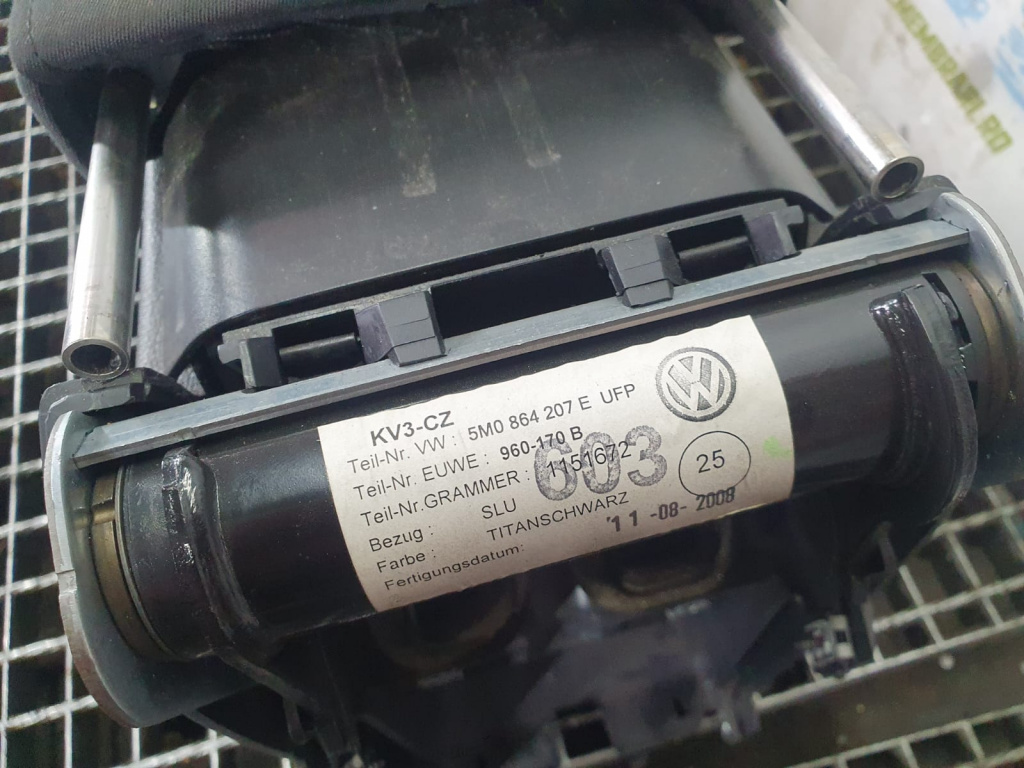 KV3-CZ
Teil-Nr. VW : 5M0 864 207 E UFP
Teil-Nr. EUWE : 960-170 B
Teil-Nr.GRAMMER : 1151672
603
25
Bezug : SLU
Farbe : TITANSCHWARZ
Fertigungsdatum: 11-08-2008